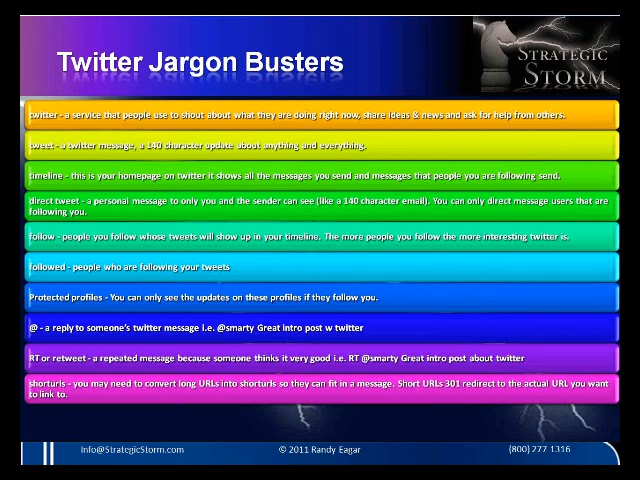 Twitter Jargon Busters
STRATEGIC
STORM
twitter - a service that people use to shout about what they are doing right now, share ideas & news and ask for help from others.
tweet - a twitter message, a 140 character update about anything and everything.
timeline - this is your homepage on twitter it shows all the messages you send and messages that people you are following send.
direct tweet - a personal message to only you and the sender can see (like a 140 character email). You can only direct message users that are
following you.
follow - people you follow whose tweets will show up in your timeline. The more people you follow the more interesting twitter is.
followed - people who are following your tweets
Protected profiles - You can only see the updates on these profiles if they follow you.
@ - a reply to someone's twitter message i.e. @smarty Great intro post w twitter
RT or retweet - a repeated message because someone thinks it very good i.e. RT @smarty Great intro post about twitter
shorturls - you may need to convert long URLs into shorturls so they can fit in a message. Short URLs 301 redirect to the actual URL you want
to link to.
Info@StrategicStorm.com
© 2011 Randy Eagar
(800) 277 1316